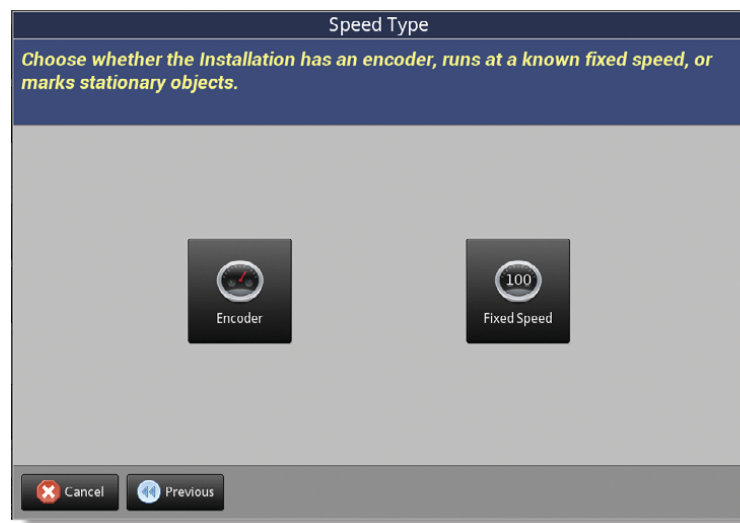 Speed Type
Choose whether the Installation has an encoder, runs at a known fixed speed, or
marks stationary objects.
100
Encoder
Fixed Speed
Cancel
Previous